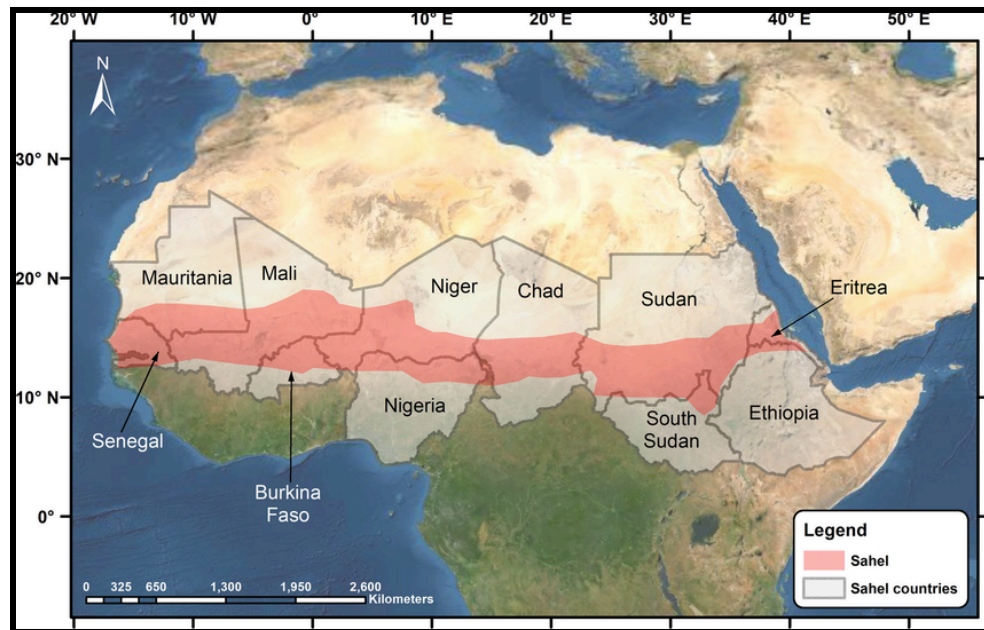 20° W
10° W
0°
10° E
20° E
30° E
40° E
50° E
N
30° N
20° N
10° N
0°
Mauritania
Mali
Niger
Chad
Sudan
Eritrea
Senegal
Burkina
Faso
Nigeria
South
Sudan
Ethiopia
Legend
Sahel
Sahel countries
0 325 650 1,300 1,950 2,600
Kilometers